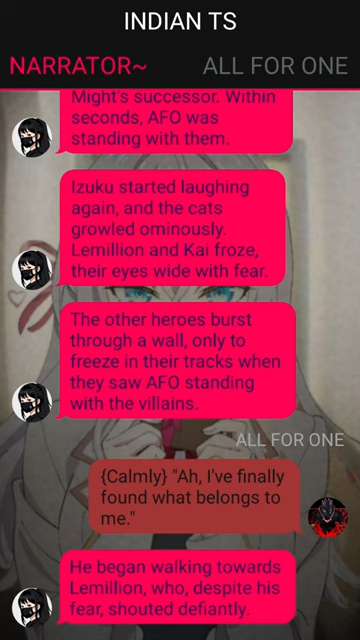 INDIAN TS
NARRATOR~ ALL FOR ONE
Might's successor. Within
seconds, AFO was
standing with them.
Izuku started laughing
again, and the cats
growled ominously.
Lemillion and Kai froze,
their eyes wide with fear.
The other heroes burst
through a wall, only to
freeze in their tracks when
they saw AFO standing
with the villains.
ALL FOR ONE
{Calmly} "Ah, I've finally
found what belongs to
me."
He began walking towards
Lemillion, who, despite his
fear, shouted defiantly.